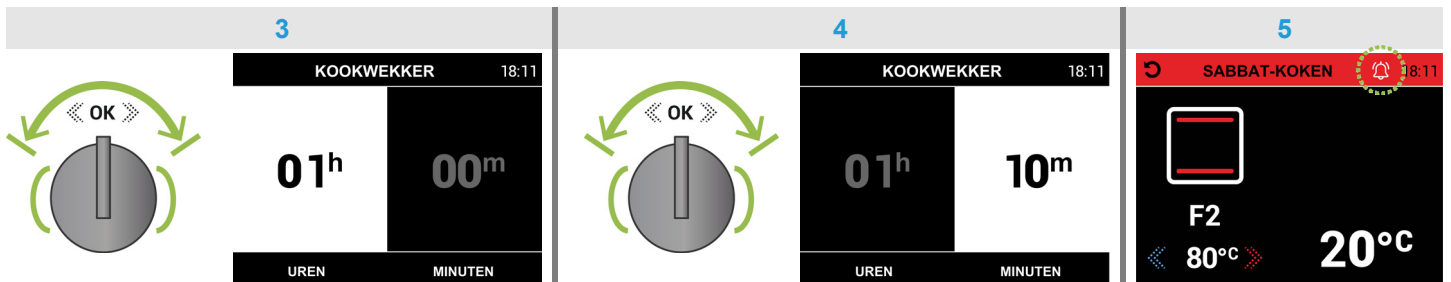 3
OK
KOOKWEKKER 18:11
01h 00m
UREN MINUTEN
4
OK
KOOKWEKKER 18:11
01h 10m
UREN MINUTEN
5
SABBAT-KOKEN 18:11
F2
80°C
20°C